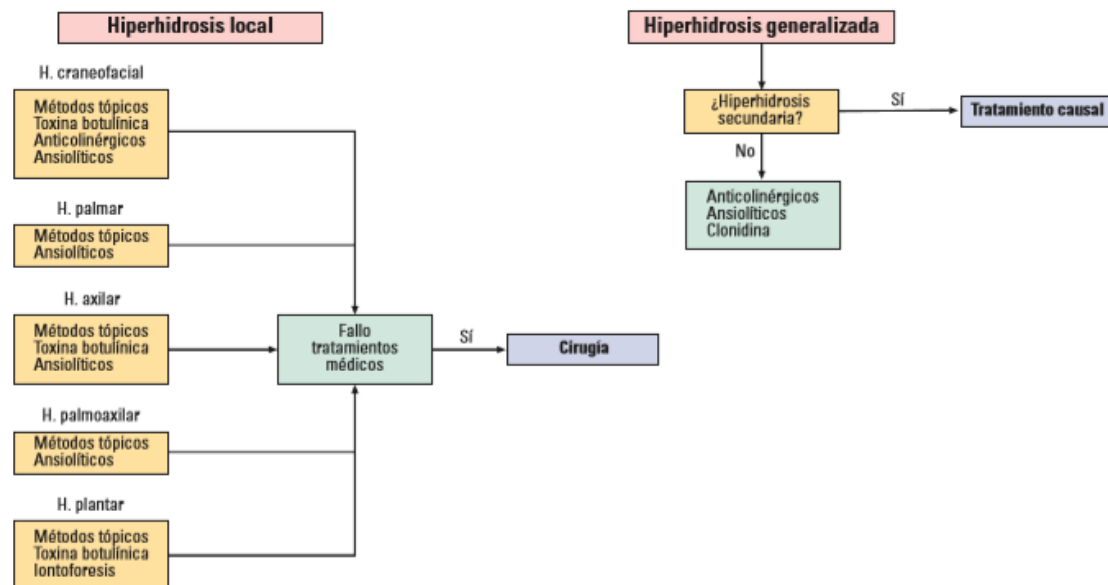 Hiperhidrosis local
H. craneofacial
Métodos tópicos
Toxina botulínica
Anticolinérgicos
Ansiolíticos
H. palmar
Métodos tópicos
Ansiolíticos
H. axilar
Métodos tópicos
Toxina botulínica
Ansiolíticos
H. palmoaxilar
Métodos tópicos
Ansiolíticos
H. plantar
Métodos tópicos
Toxina botulínica
Iontoforesis
Fallo
tratamientos
médicos
Sí
Cirugía
Hiperhidrosis generalizada
¿Hiperhidrosis
secundaria?
Sí
Tratamiento causal
No
Anticolinérgicos
Ansiolíticos
Clonidina